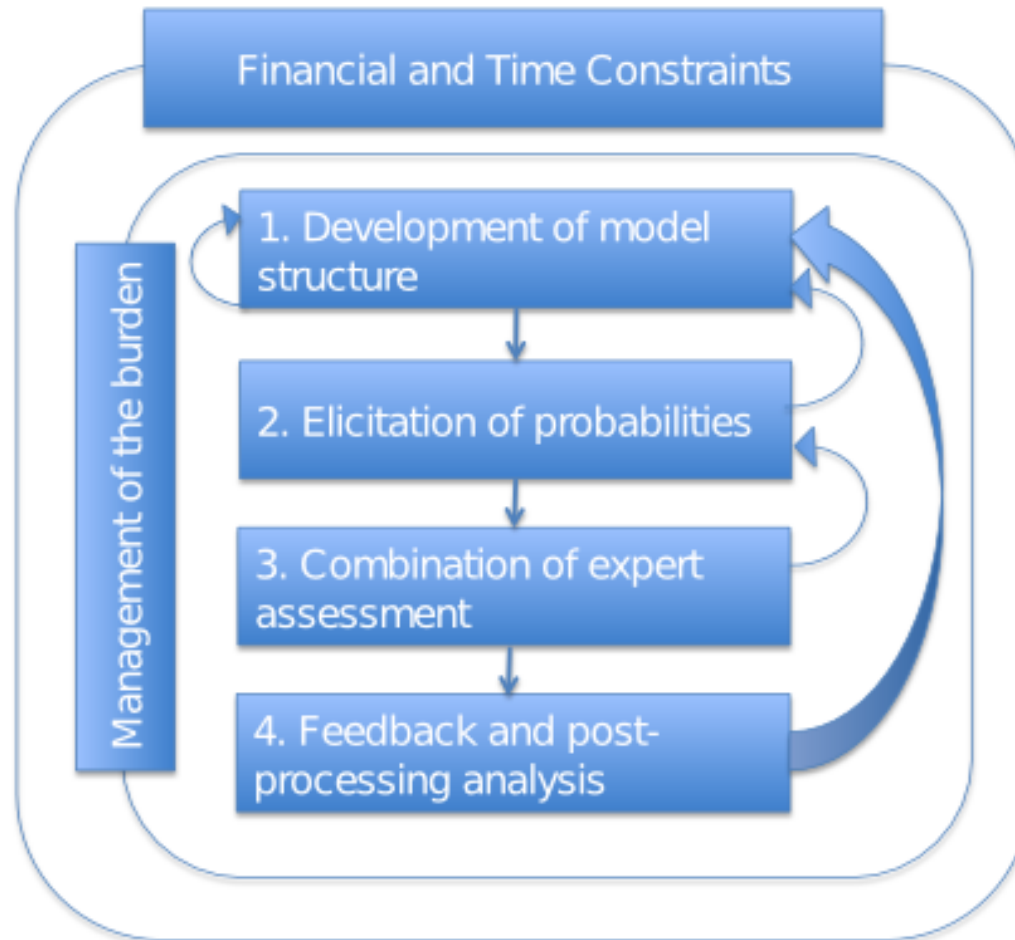 Financial and Time Constraints
Management of the burden
1. Development of model
structure
2. Elicitation of probabilities
3. Combination of expert
assessment
4. Feedback and post-
processing analysis